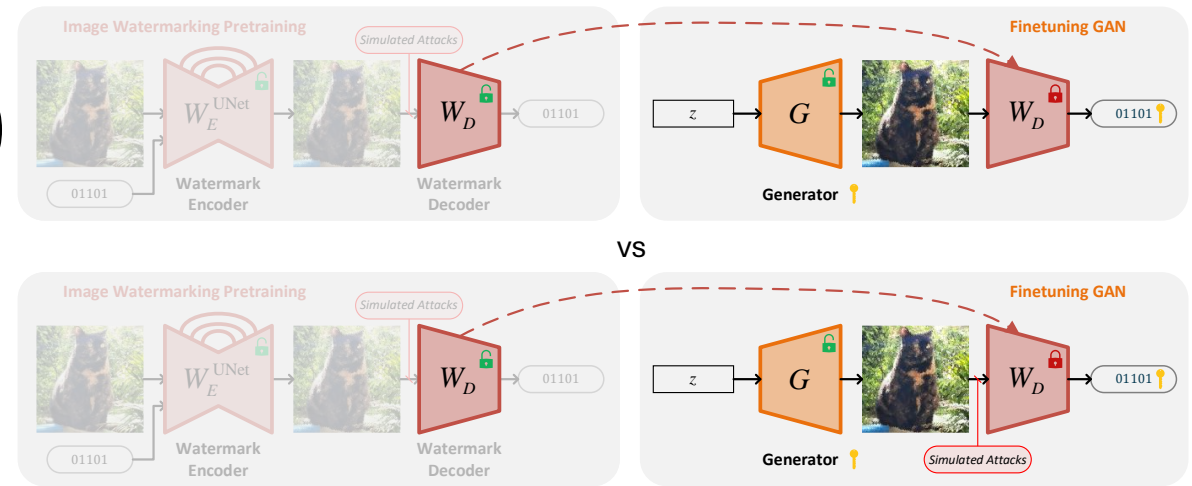 Image Watermarking Pretraining
Simulated Attacks
W_E^UNet
W_D
01101
01101
Watermark
Encoder
Watermark
Decoder
Finetuning GAN
z
G
W_D
01101
Generator
vs
Image Watermarking Pretraining
Simulated Attacks
W_E^UNet
W_D
01101
01101
Watermark
Encoder
Watermark
Decoder
Finetuning GAN
z
G
W_D
01101
Generator
Simulated Attacks